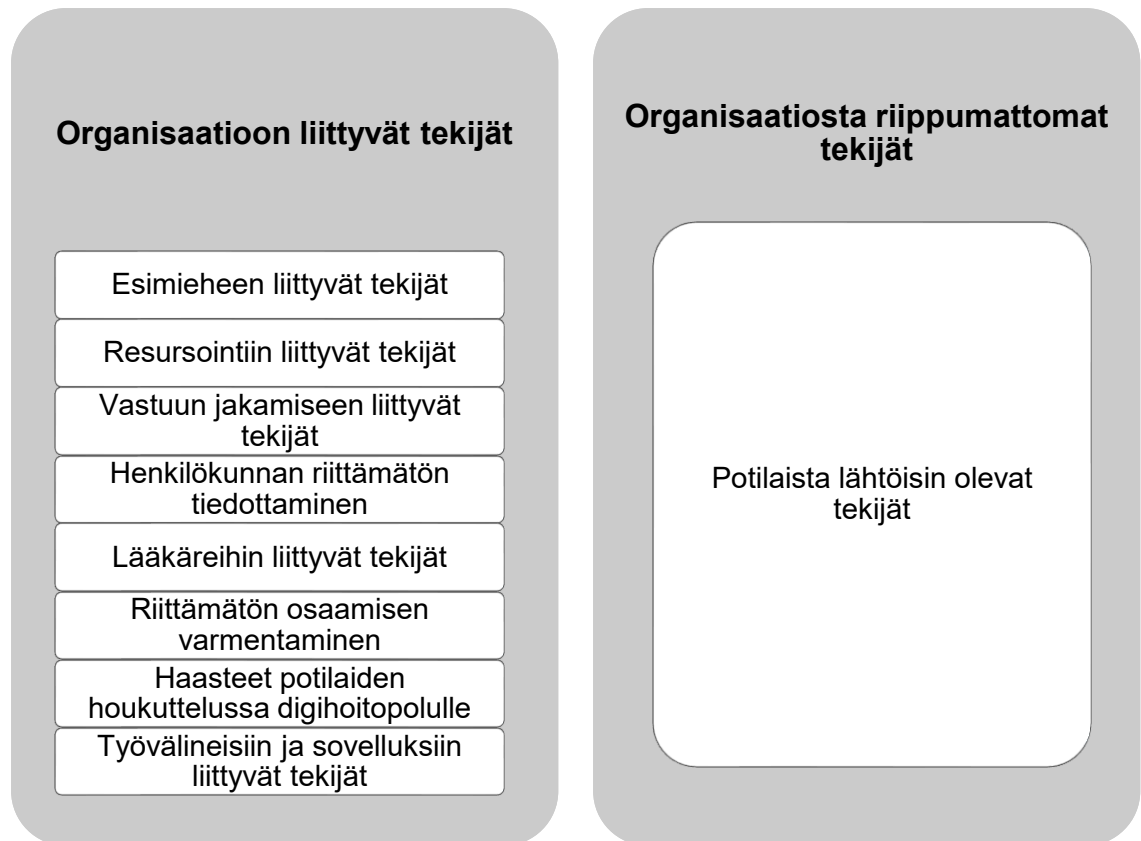 Organisaatioon liittyvät tekijät
Esimieheen liittyvät tekijät
Resursointiin liittyvät tekijät
Vastuun jakamiseen liittyvät
tekijät
Henkilökunnan riittämätön
tiedottaminen
Lääkäreihin liittyvät tekijät
Riittämätön osaamisen
varmentaminen
Haasteet potilaiden
houkuttelussa digihoitopolulle
Työvälineisiin ja sovelluksiin
liittyvät tekijät
Organisaatiosta riippumattomat
tekijät
Potilaista lähtöisin olevat
tekijät